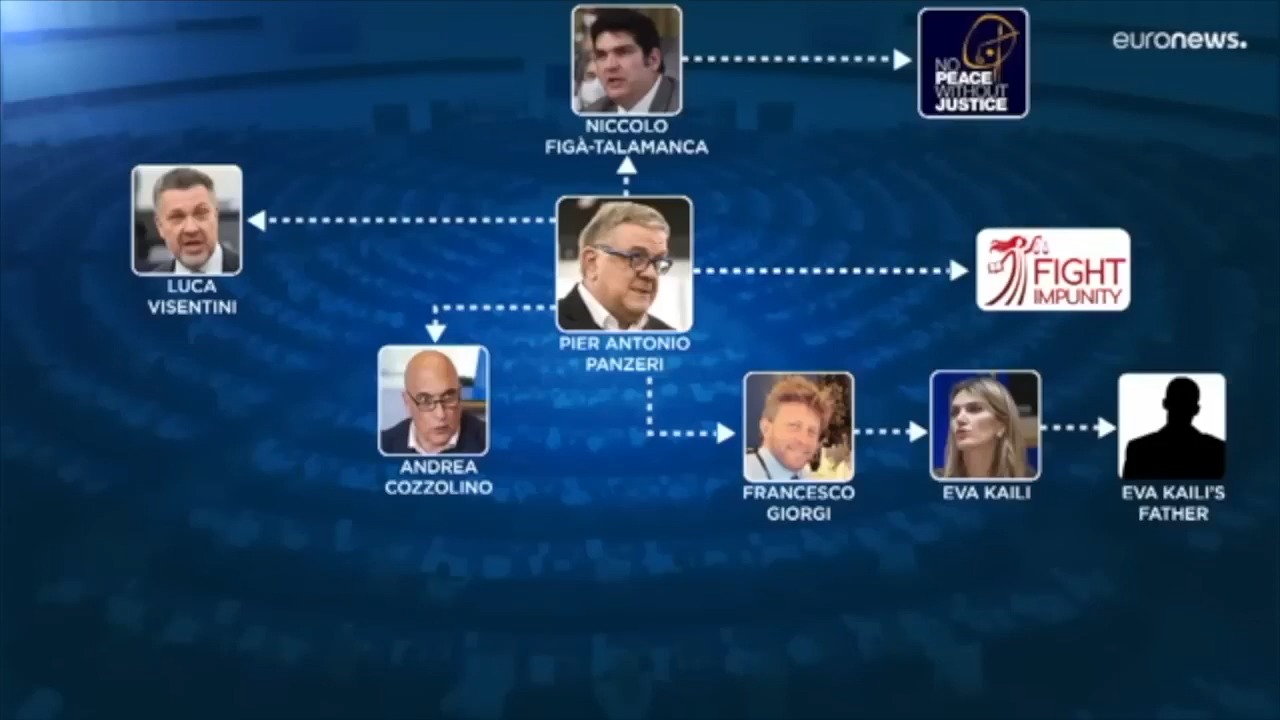 euronews.
NO
PEACE
WITHOUT
JUSTICE
NICCOLO
FIGÀ-TALAMANCA
LUCA
VISENTINI
FIGHT
IMPUNITY
PIER ANTONIO
PANZERI
ANDREA
COZZOLINO
FRANCESCO
GIORGI
EVA KAILI
EVA KAILI'S
FATHER